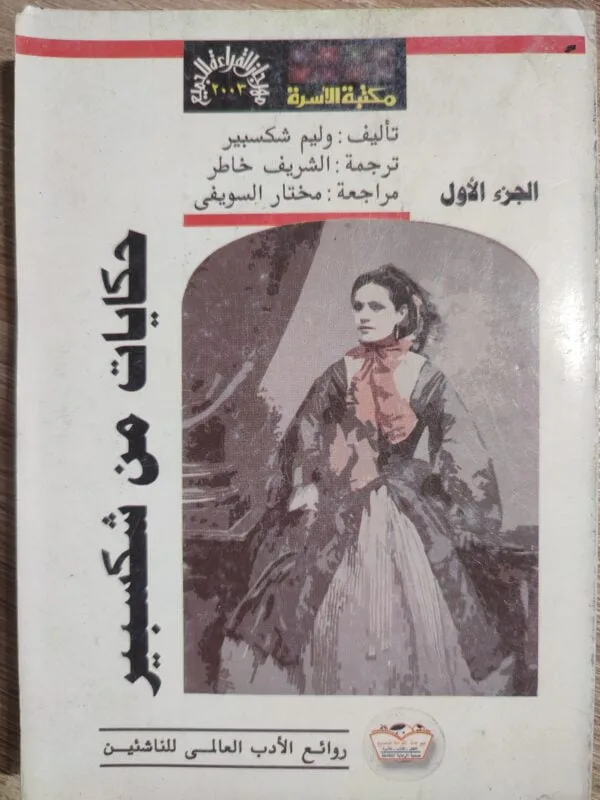 مهرجان القراءة للجميع
٢٠٠٣
مكتبة الأسرة
تأليف : وليم شكسبير
ترجمة : الشريف خاطر
مراجعة : مختار السويفى
الجزء الأول
حكايات من شكسبير
روائع الأدب العالمى للناشئين